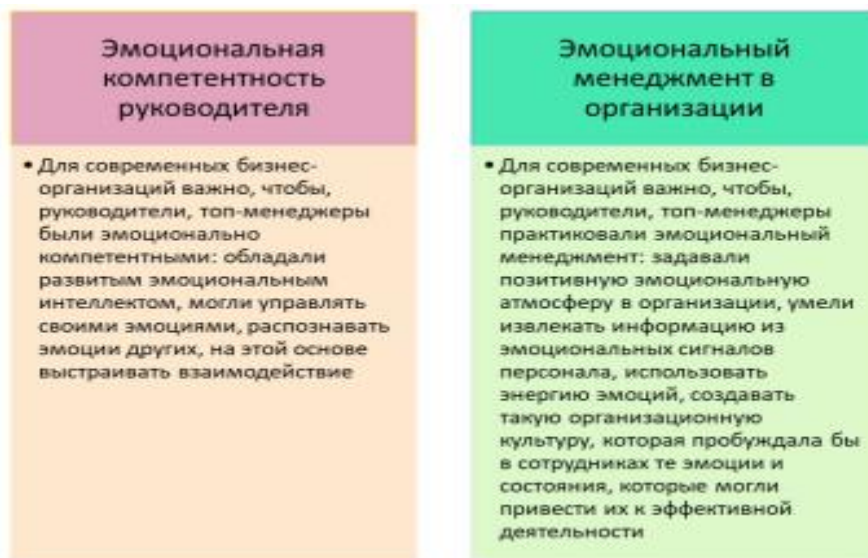 Эмоциональная
компетентность
руководителя
• Для современных бизнес-
организаций важно, чтобы,
руководители, топ-менеджеры
были эмоционально
компетентными: обладали
развитым эмоциональным
интеллектом, могли управлять
своими эмоциями, распознавать
эмоции других, на этой основе
выстраивать взаимодействие
Эмоциональный
менеджмент в
организации
• Для современных бизнес-
организаций важно, чтобы,
руководители, топ-менеджеры
практиковали эмоциональный
менеджмент: задавали
позитивную эмоциональную
атмосферу в организации, умели
извлекать информацию из
эмоциональных сигналов
персонала, использовать
энергию эмоций, создавать
такую организационную
культуру, которая пробуждала бы
в сотрудниках те эмоции и
состояния, которые могли
привести их к эффективной
деятельности